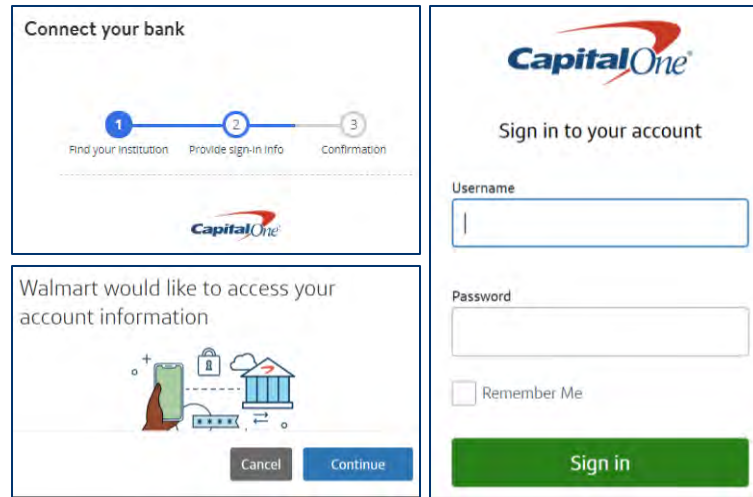 Connect your bank
1
2
3
Find your institution
Provide sign-in info
Confirmation
CapitalOne
Walmart would like to access your
account information
****
Cancel
Continue
CapitalOne®
Sign in to your account
Username
Password
Remember Me
Sign in